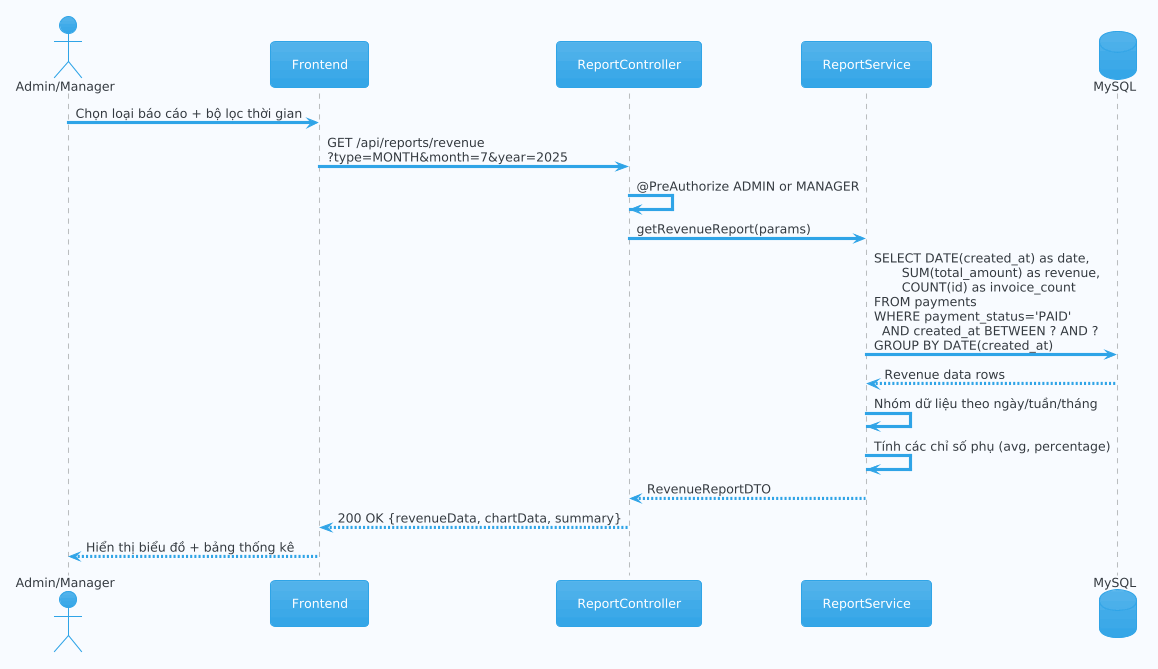 Admin/Manager
Frontend
ReportController
ReportService
MySQL
Chọn loại báo cáo + bộ lọc thời gian
GET /api/reports/revenue
?type=MONTH&month=7&year=2025
@PreAuthorize ADMIN or MANAGER
getRevenueReport(params)
SELECT DATE(created_at) as date,
SUM(total_amount) as revenue,
COUNT(id) as invoice_count
FROM payments
WHERE payment_status='PAID'
AND created_at BETWEEN ? AND ?
GROUP BY DATE(created_at)
Revenue data rows
Nhóm dữ liệu theo ngày/tuần/tháng
Tính các chỉ số phụ (avg, percentage)
RevenueReportDTO
200 OK {revenueData, chartData, summary}
Hiển thị biểu đồ + bảng thống kê
Admin/Manager
Frontend
ReportController
ReportService
MySQL